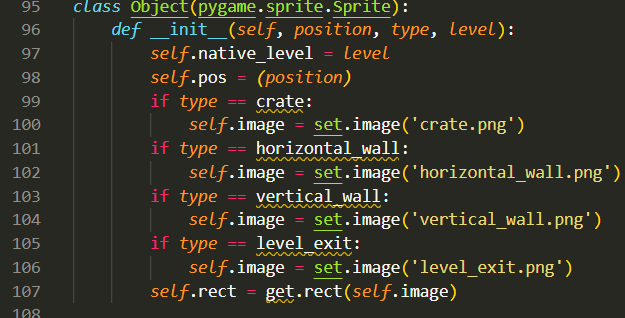 95 class Object(pygame.sprite.Sprite):
96     def __init__(self, position, type, level):
97         self.native_level = level
98         self.pos = (position)
99         if type == crate:
100             self.image = set.image('crate.png')
101         if type == horizontal_wall:
102             self.image = set.image('horizontal_wall.png')
103         if type == vertical_wall:
104             self.image = set.image('vertical_wall.png')
105         if type == level_exit:
106             self.image = set.image('level_exit.png')
107         self.rect = get.rect(self.image)
108